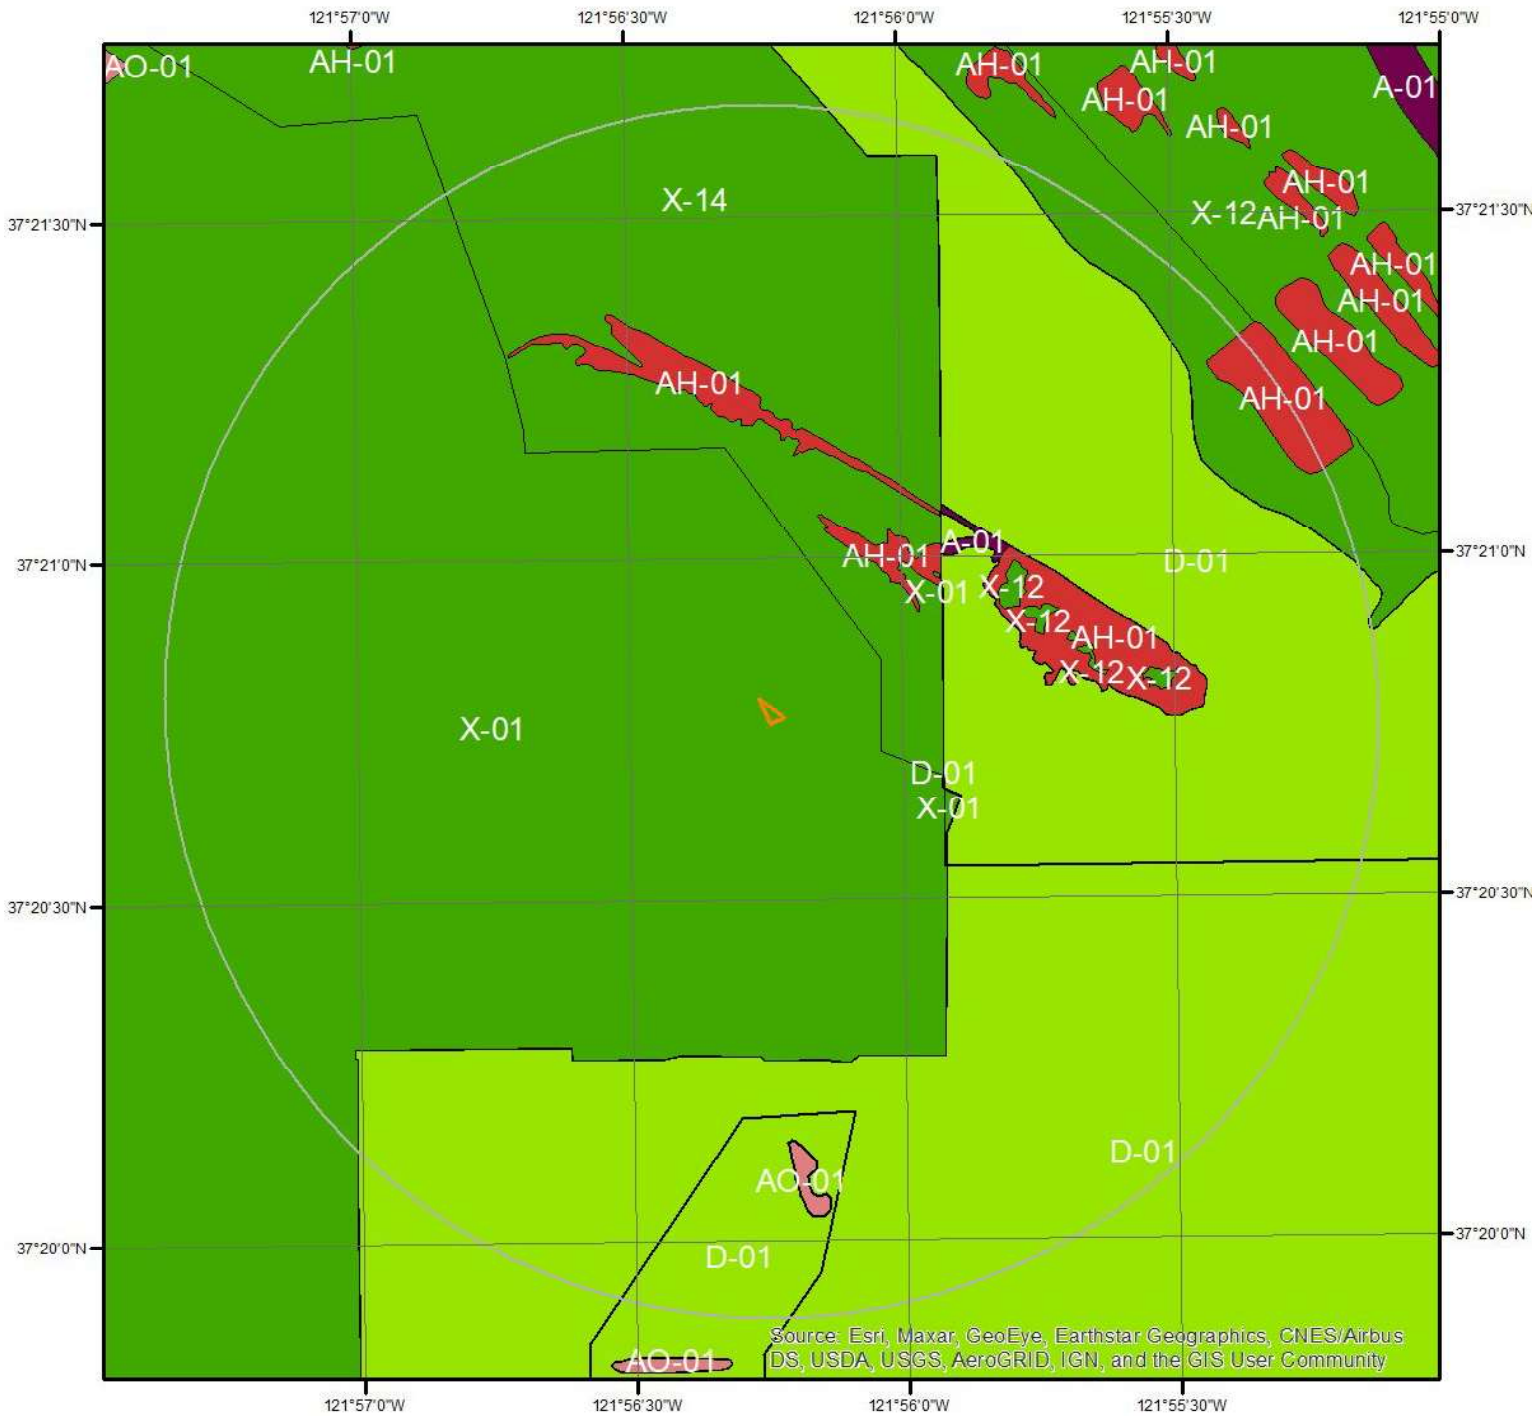 121°57'0"W 121°56'30"W 121°56'0"W 121°55'30"W 121°55'0"W
AO-01 AH-01 AH-01 AH-01
A-01
AH-01
AH-01
AH-01
X-14
X-12 AH-01
37°21'30"N 37°21'30"N
AH-01
AH-01
AH-01
AH-01
AH-01
A-01
AH-01 D-01
37°21'0"N 37°21'0"N
X-01 X-12
X-12
AH-01
X-12 X-12
X-01
D-01
X-01
37°20'30"N 37°20'30"N
D-01
AO-01
37°20'0"N 37°20'0"N
D-01
Source: Esri, Maxar, GeoEye, Earthstar Geographics, CNES/Airbus
DS, USDA, USGS, AeroGRID, IGN, and the GIS User Community
AO-01
121°57'0"W 121°56'30"W 121°56'0"W 121°55'30"W